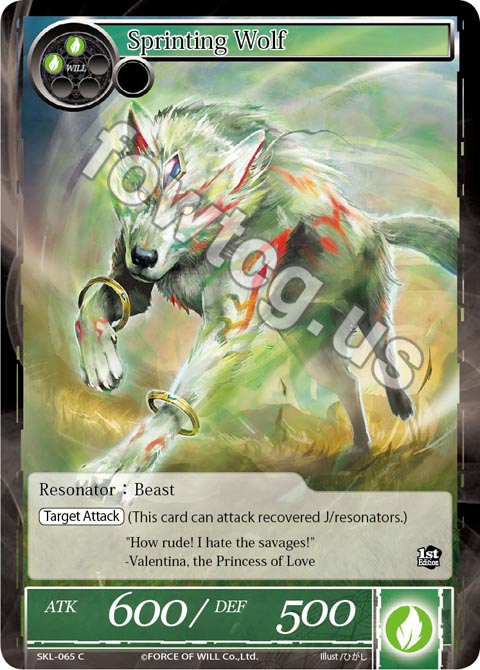 Sprinting Wolf
WILL
fow.tcg.us
Resonator : Beast
Target Attack (This card can attack recovered J/resonators.)
"How rude! I hate the savages!"
-Valentina, the Princess of Love
1st
Edition
ATK 600 / DEF 500
SKL-065 C ©FORCE OF WILL Co.,Ltd. Illust/ひがし